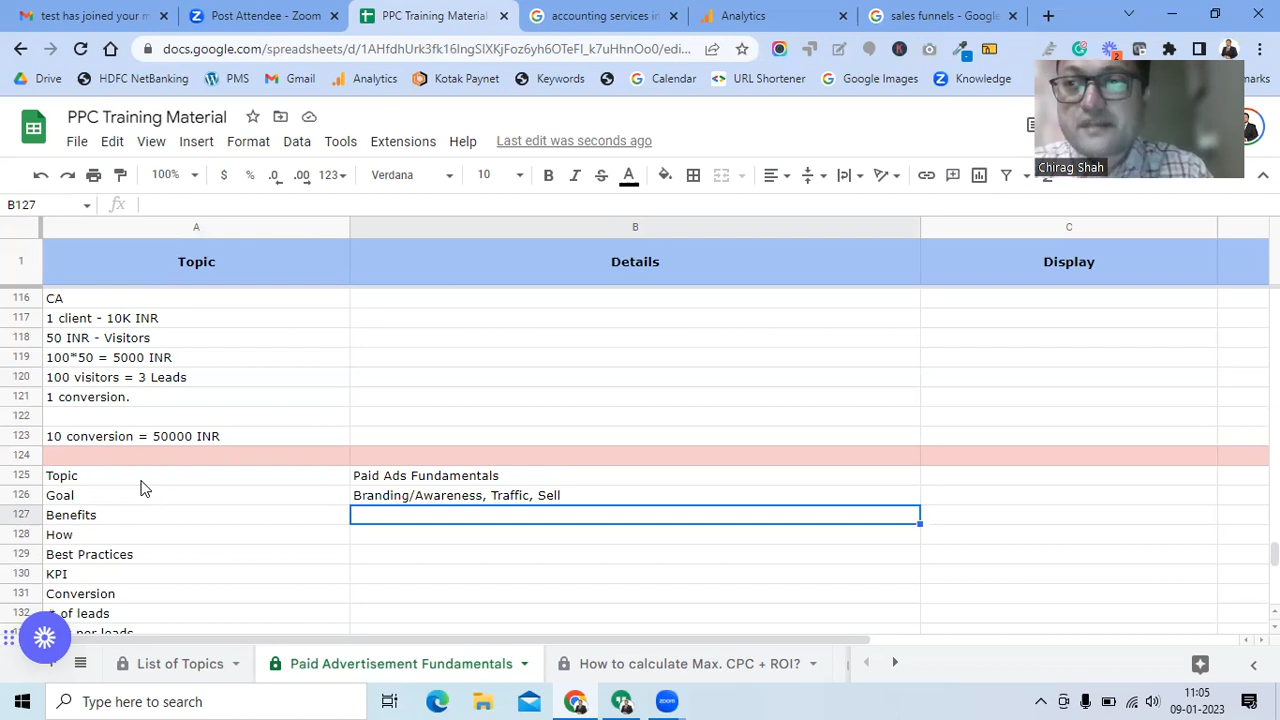 test has joined your m
Post Attendee - Zoom
PPC Training Material
accounting services in
Analytics
sales funnels - Google
docs.google.com/spreadsheets/d/1AHfdhUrk3fk16IngSlXKjFoz6yh6OTeFI_k7uHhnOo0/edi...
Drive
HDFC NetBanking
PMS
Gmail
Analytics
Kotak Paynet
Keywords
Calendar
URL Shortener
Google Images
Knowledge
marks
PPC Training Material
File Edit View Insert Format Data Tools Extensions Help Last edit was seconds ago
100% $ % .0 .00 123 Verdana 10 B I S A
Chirag Shah
B127 fx
A B C
1 Topic Details Display
116 CA
117 1 client - 10K INR
118 50 INR - Visitors
119 100*50 = 5000 INR
120 100 visitors = 3 Leads
121 1 conversion.
122
123 10 conversion = 50000 INR
124
125 Topic Paid Ads Fundamentals
126 Goal Branding/Awareness, Traffic, Sell
127 Benefits
128 How
129 Best Practices
130 KPI
131 Conversion
132 # of leads
per leads
List of Topics
Paid Advertisement Fundamentals
How to calculate Max. CPC + ROI?
Type here to search
11:05
09-01-2023